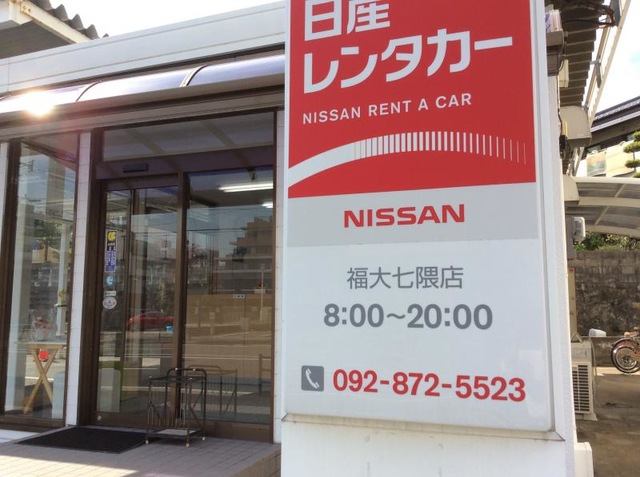 日産
レンタカー
NISSAN RENT A CAR
NISSAN
福大七隈店
8:00～20:00
092-872-5523